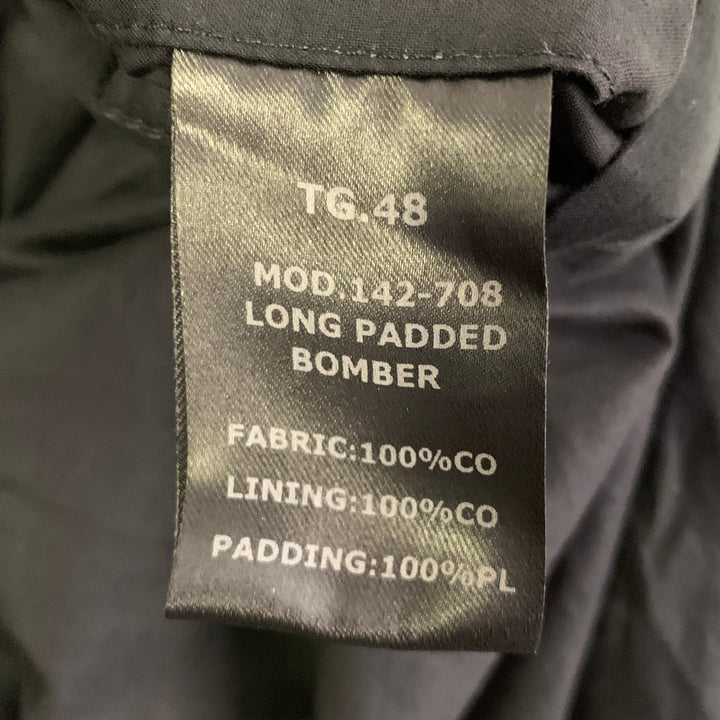 TG.48
MOD.142-708
LONG PADDED
BOMBER
FABRIC:100%CO
LINING:100%CO
PADDING:100%PL